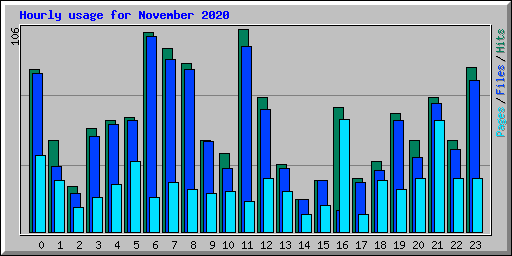 Hourly usage for November 2020
106
Pages/Files/Hits
0 1 2 3 4 5 6 7 8 9 10 11 12 13 14 15 16 17 18 19 20 21 22 23